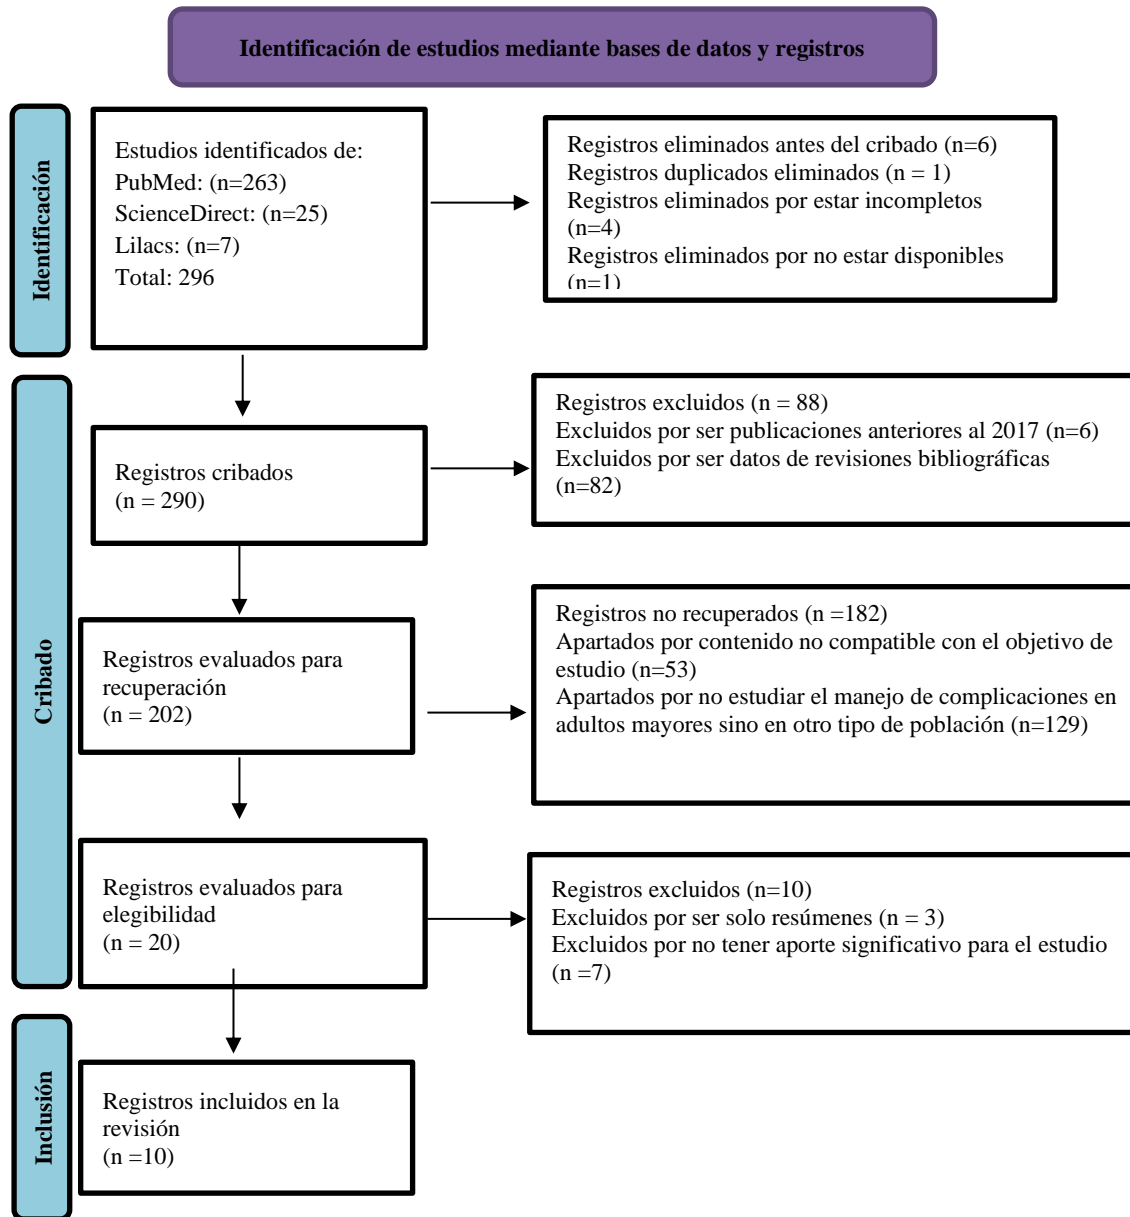 Identificación de estudios mediante bases de datos y registros
Identificación
Estudios identificados de:
PubMed: (n=263)
ScienceDirect: (n=25)
Lilacs: (n=7)
Total: 296
Registros eliminados antes del cribado (n=6)
Registros duplicados eliminados (n = 1)
Registros eliminados por estar incompletos
(n=4)
Registros eliminados por no estar disponibles
(n=1)
Cribado
Registros cribados
(n = 290)
Registros excluidos (n = 88)
Excluidos por ser publicaciones anteriores al 2017 (n=6)
Excluidos por ser datos de revisiones bibliográficas
(n=82)
Registros evaluados para
recuperación
(n = 202)
Registros no recuperados (n =182)
Apartados por contenido no compatible con el objetivo de
estudio (n=53)
Apartados por no estudiar el manejo de complicaciones en
adultos mayores sino en otro tipo de población (n=129)
Registros evaluados para
elegibilidad
(n = 20)
Registros excluidos (n=10)
Excluidos por ser solo resúmenes (n = 3)
Excluidos por no tener aporte significativo para el estudio
(n =7)
Inclusión
Registros incluidos en la
revisión
(n =10)